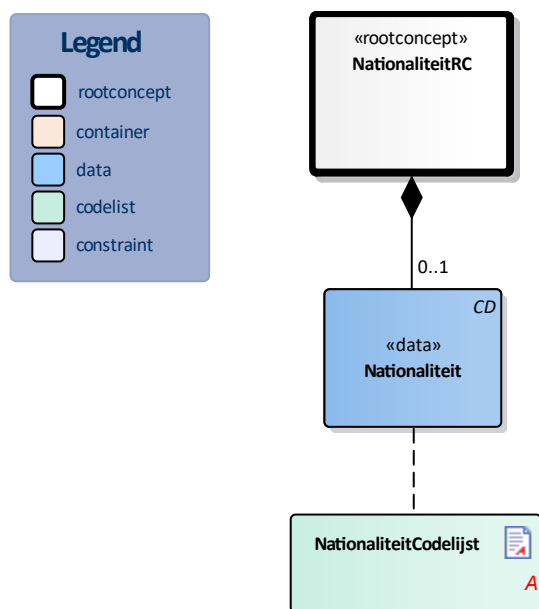 Legend
rootconcept
container
data
codelist
constraint
«rootconcept»
NationaliteitRC
0..1
CD
«data»
Nationaliteit
NationaliteitCodelijst
A